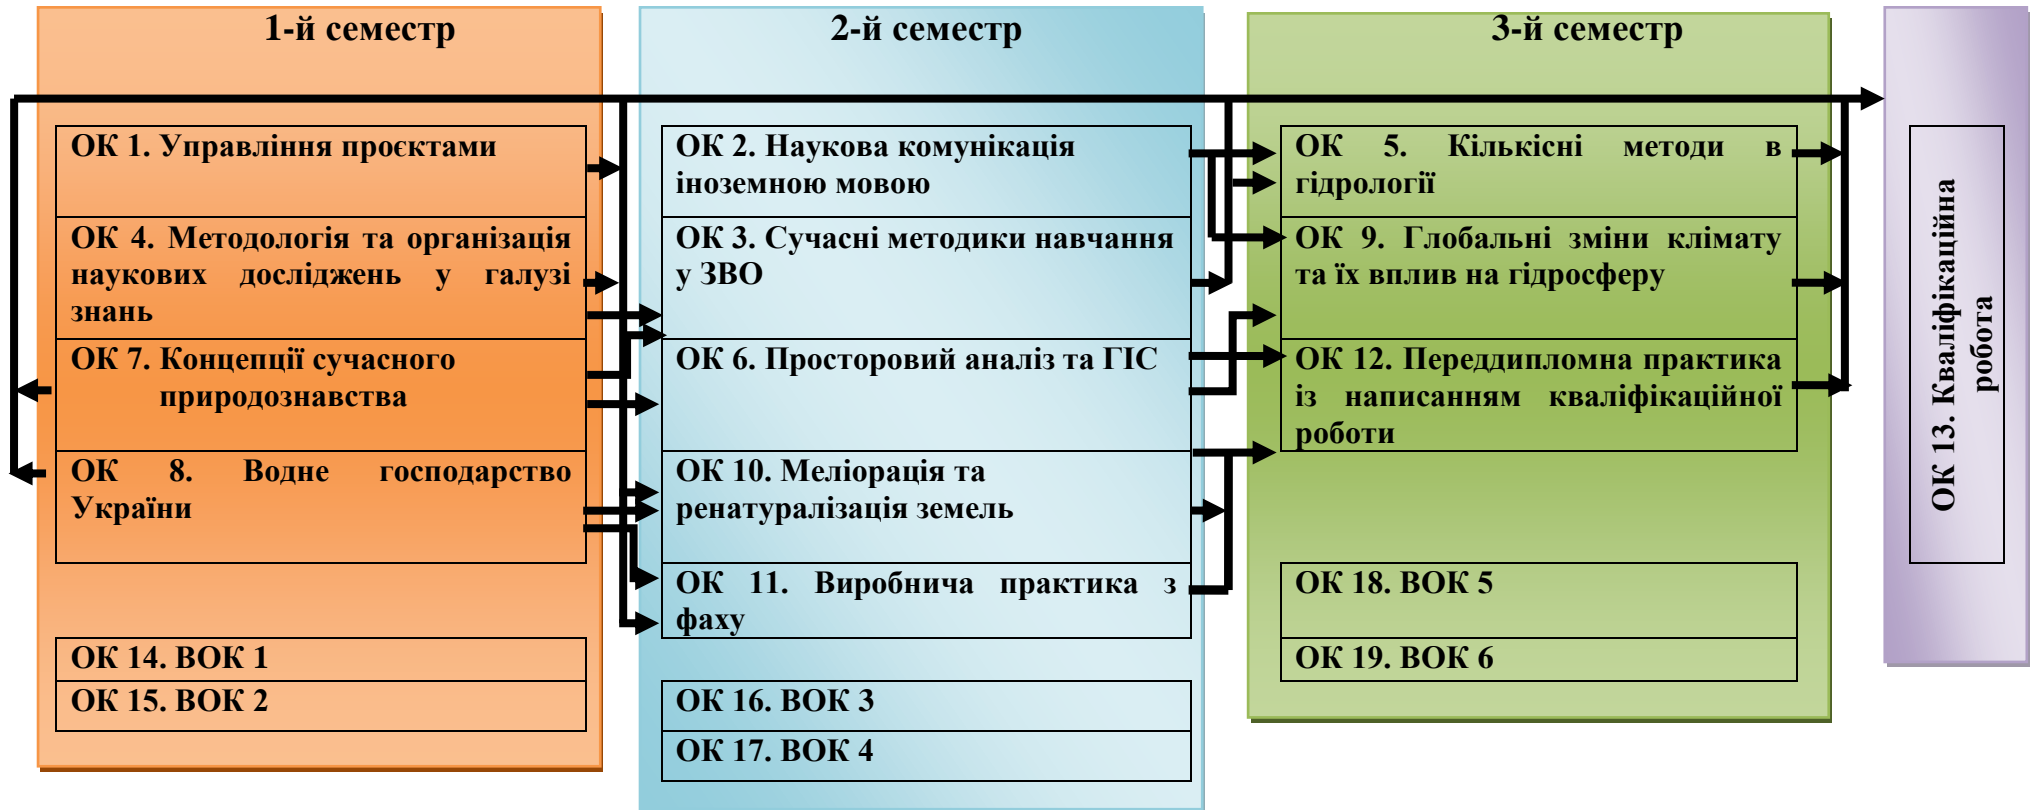 1-й семестр
ОК 1. Управління проєктами
ОК 4. Методологія та організація
наукових досліджень у галузі
знань
ОК 7. Концепції сучасного
природознавства
ОК 8. Водне господарство
України
ОК 14. ВОК 1
ОК 15. ВОК 2
2-й семестр
ОК 2. Наукова комунікація
іноземною мовою
ОК 3. Сучасні методики навчання
у ЗВО
ОК 6. Просторовий аналіз та ГІС
ОК 10. Меліорація та
ренатуралізація земель
ОК 11. Виробнича практика з
фаху
ОК 16. ВОК 3
ОК 17. ВОК 4
3-й семестр
ОК 5. Кількісні методи в
гідрології
ОК 9. Глобальні зміни клімату
та їх вплив на гідросферу
ОК 12. Переддипломна практика
із написанням кваліфікаційної
роботи
ОК 18. ВОК 5
ОК 19. ВОК 6
ОК 13. Кваліфікаційна
робота